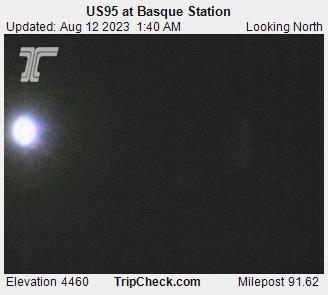 US95 at Basque Station
Updated: Aug 12 2023 1:40 AM Looking North
Elevation 4460 TripCheck.com Milepost 91.62